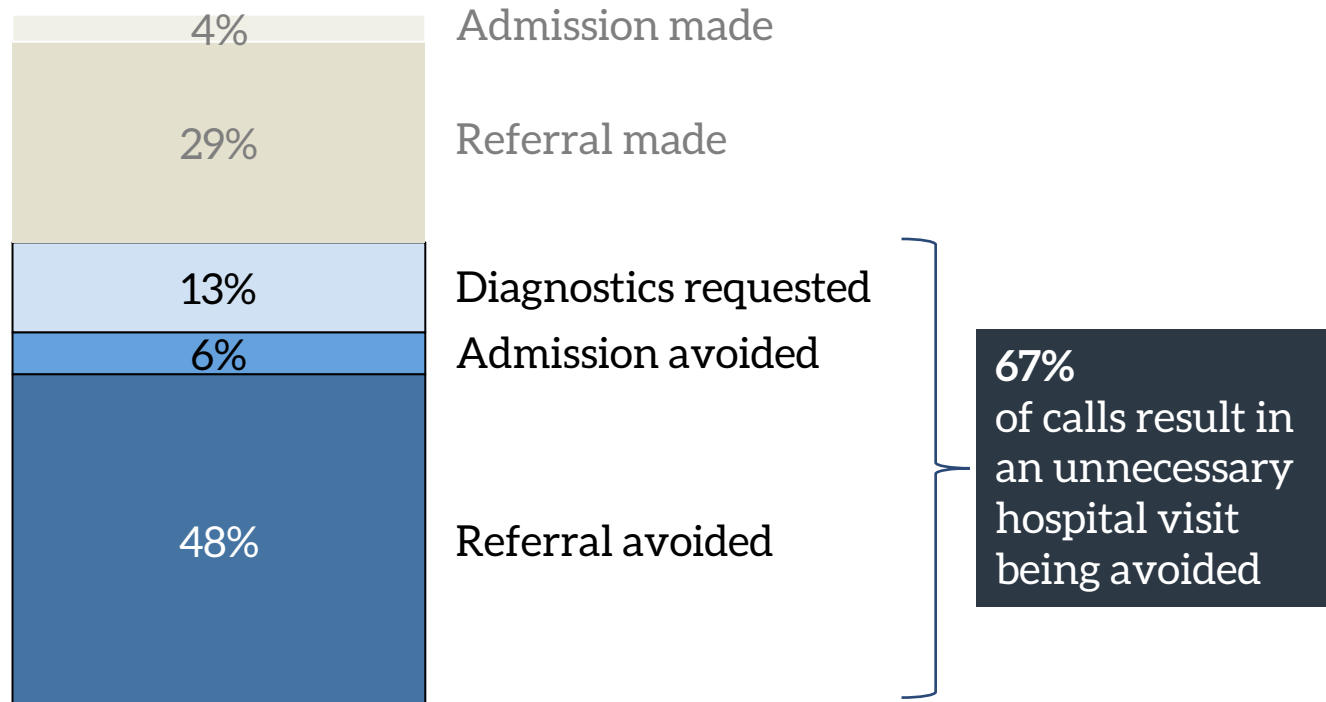 4% Admission made
29% Referral made
13% Diagnostics requested
6% Admission avoided
48% Referral avoided
67%
of calls result in
an unnecessary
hospital visit
being avoided